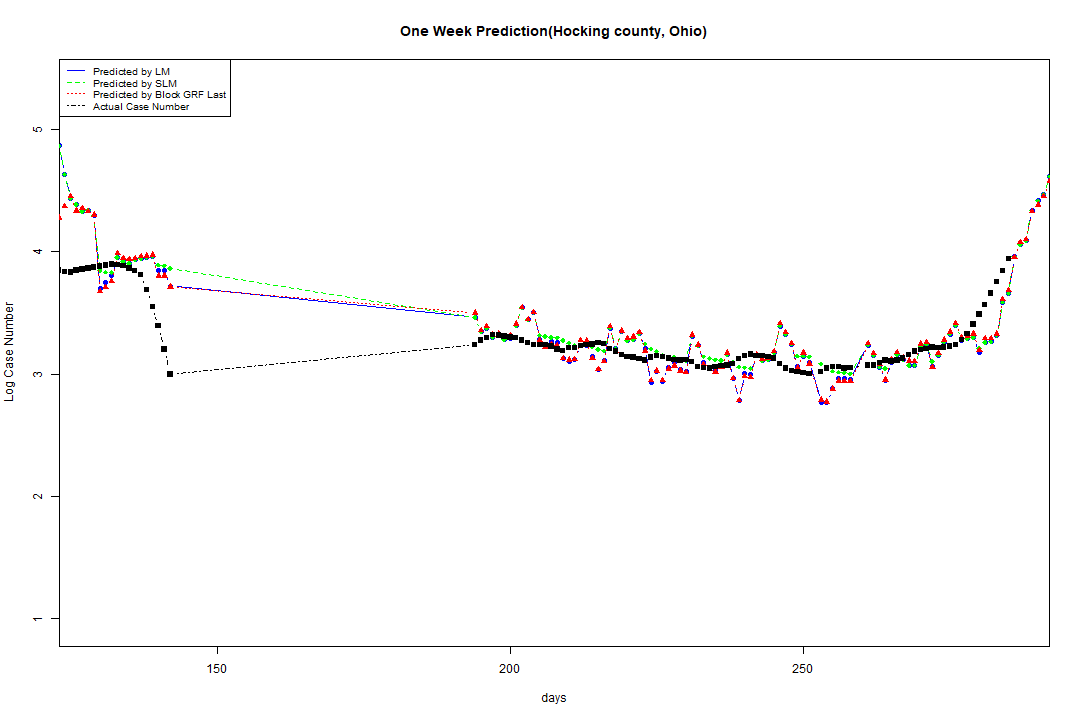 One Week Prediction(Hocking county, Ohio)
Predicted by LM
Predicted by SLM
Predicted by Block GRF Last
Actual Case Number
5
4
3
2
1
Log Case Number
150
200
250
days